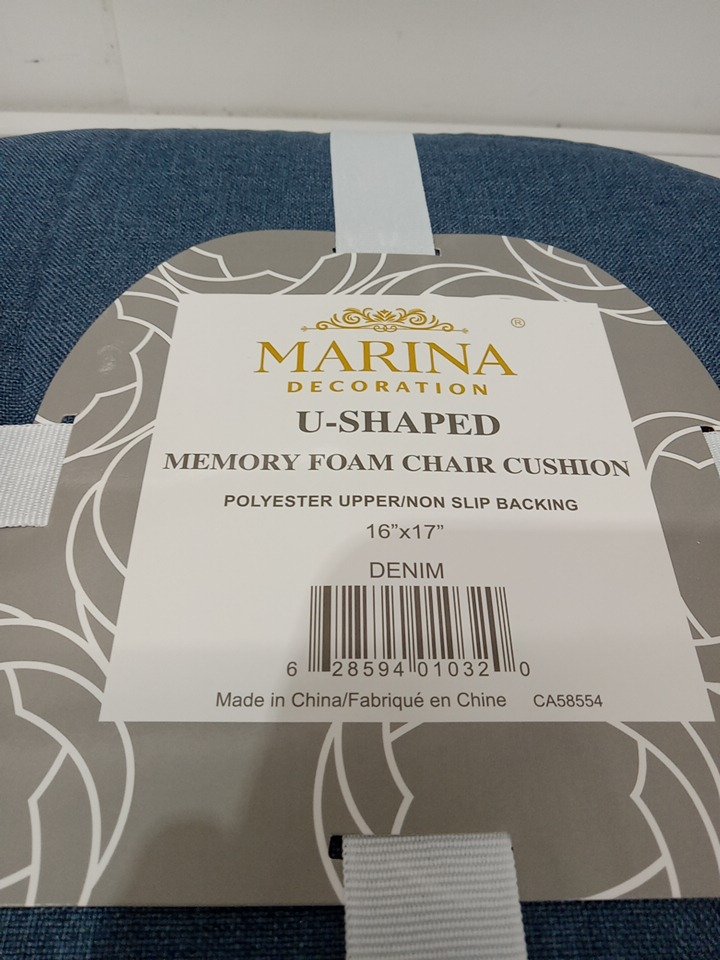 MARINA ®
DECORATION
U-SHAPED
MEMORY FOAM CHAIR CUSHION
POLYESTER UPPER/NON SLIP BACKING
16”x17”
DENIM
6 28594 01032 0
Made in China/Fabriqué en Chine CA58554